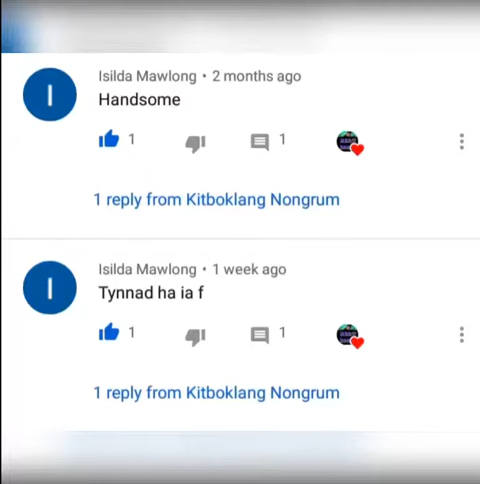 I
Isilda Mawlong • 2 months ago
Handsome
1 1
1 reply from Kitboklang Nongrum
I
Isilda Mawlong • 1 week ago
Tynnad ha ia f
1 1
1 reply from Kitboklang Nongrum